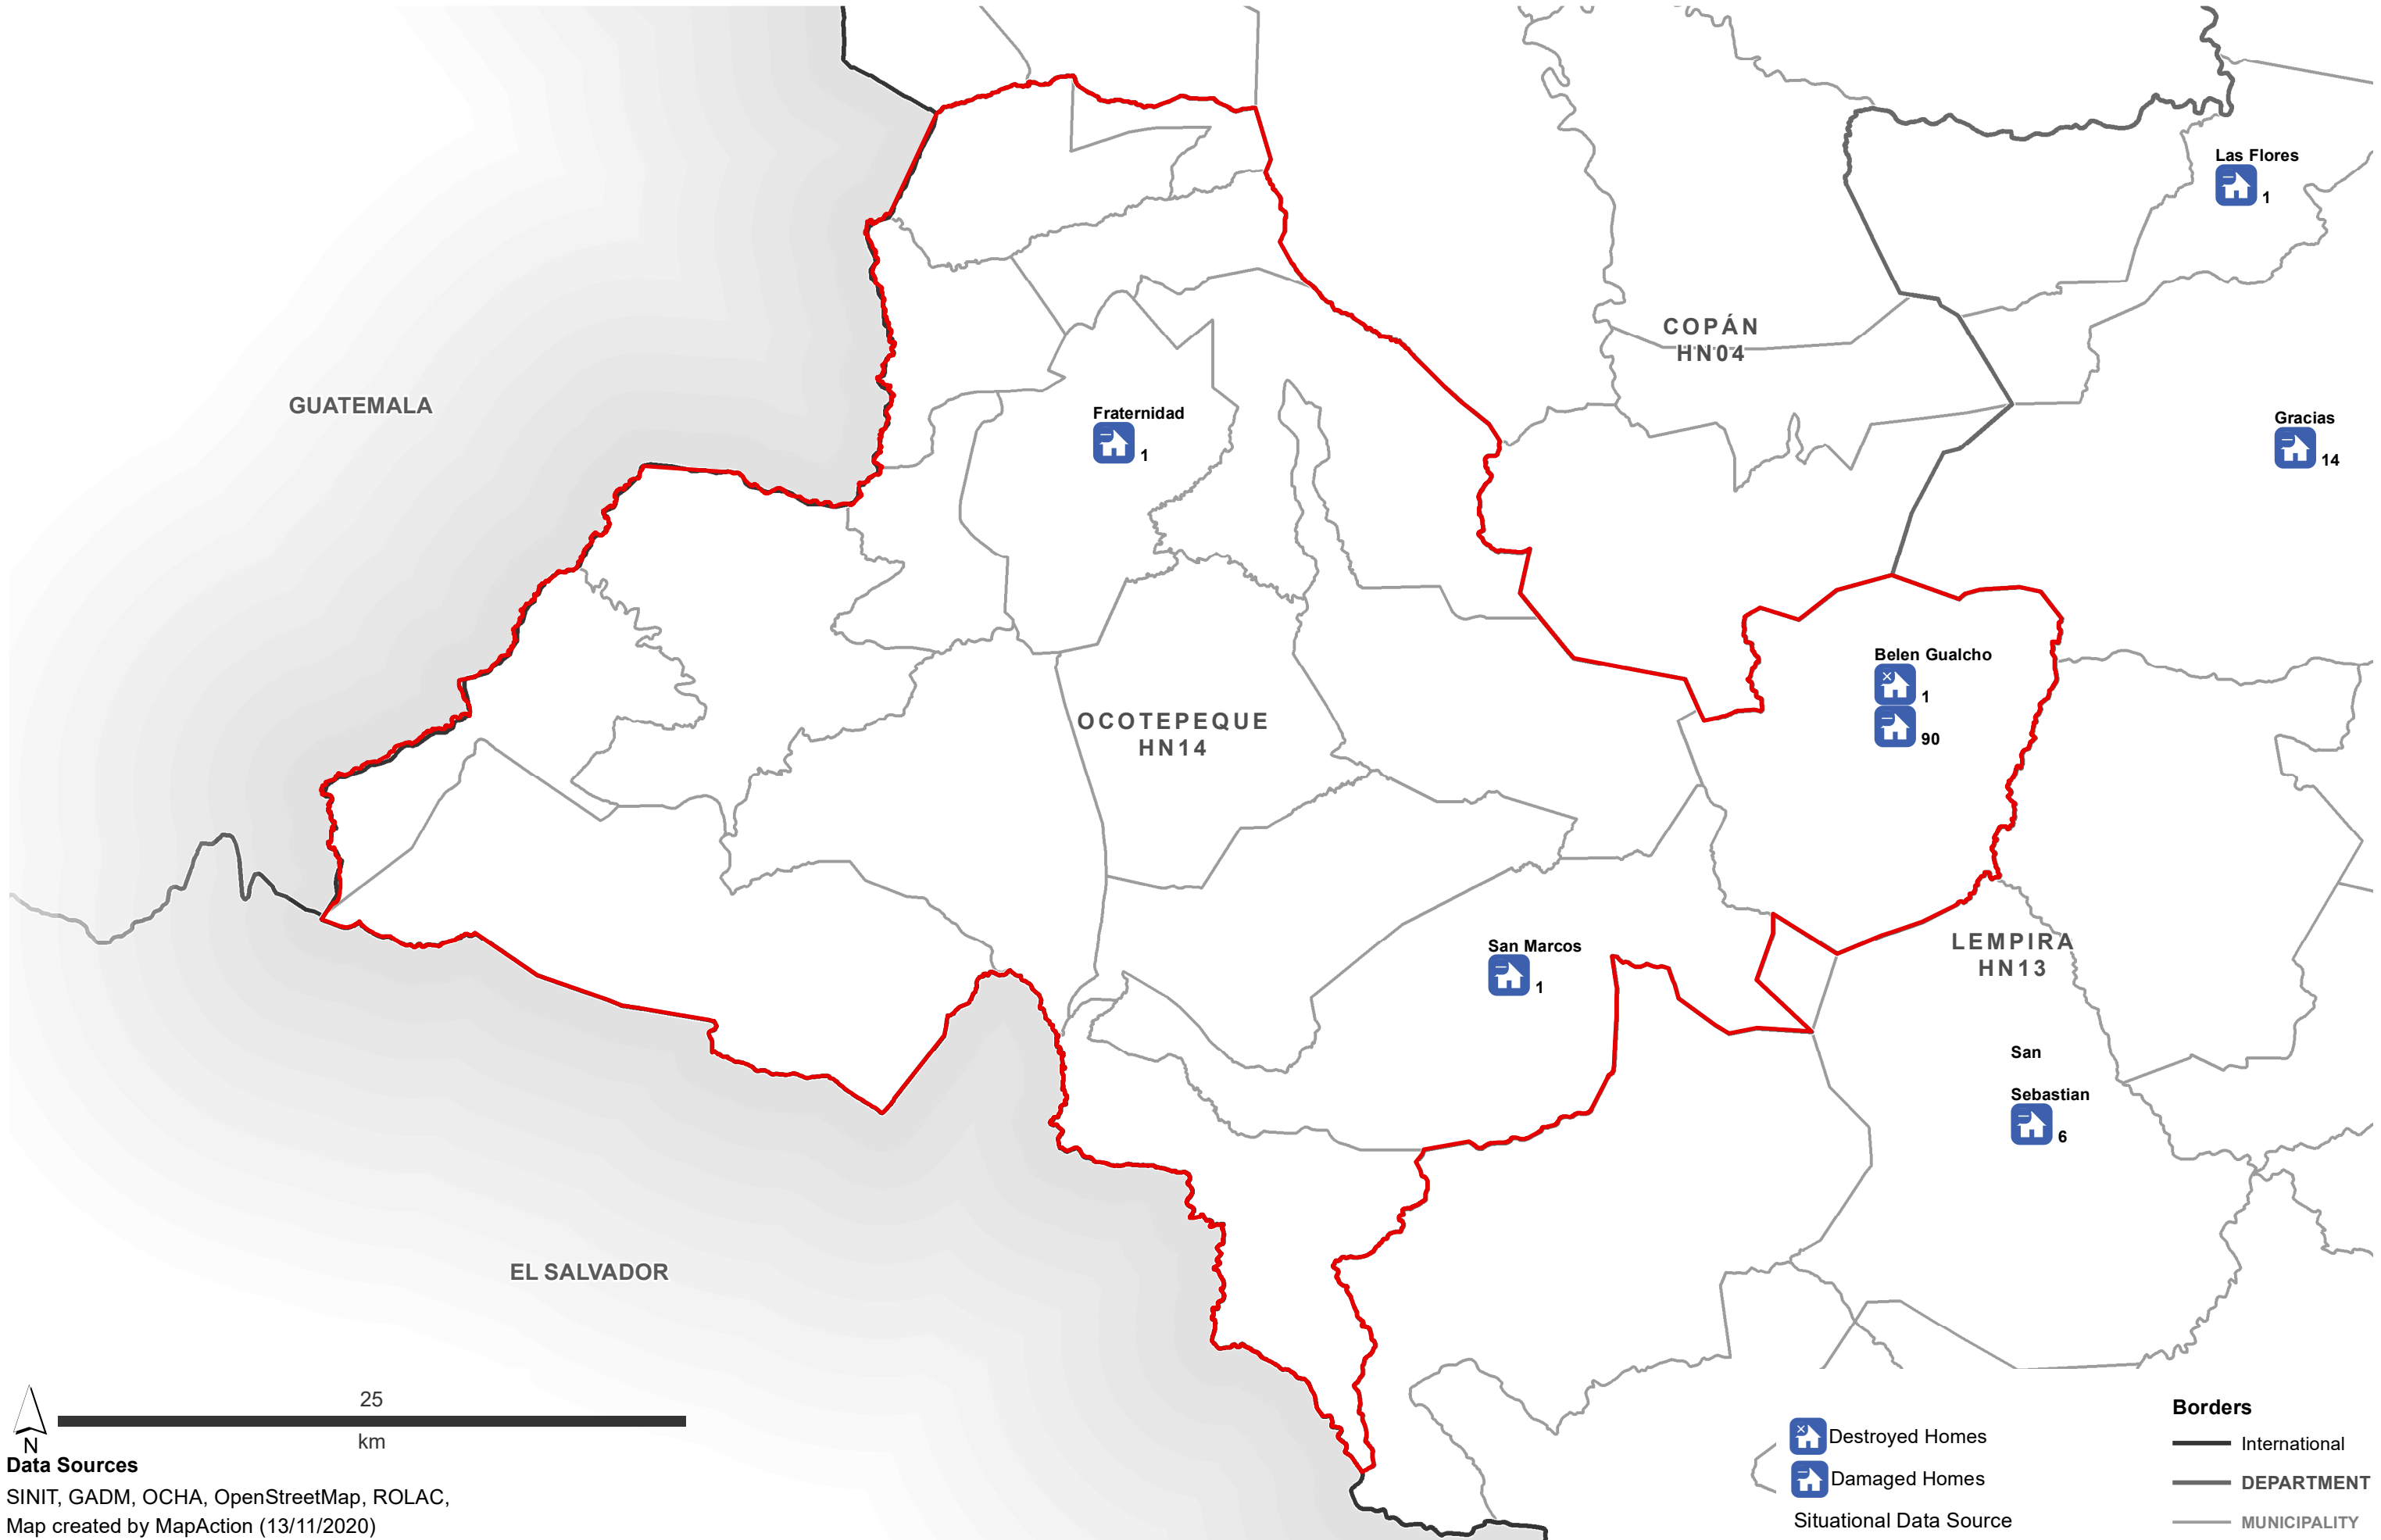 Las Flores
1
COPÁN
HN04
GUATEMALA
Fraternidad
1
Gracias
14
Belen Gualcho
1
90
OCOTEPEQUE
HN14
San Marcos
1
LEMPIRA
HN13
San
Sebastian
6
EL SALVADOR
25
km
N
Data Sources
SINIT, GADM, OCHA, OpenStreetMap, ROLAC,
Map created by MapAction (13/11/2020)
Destroyed Homes
Damaged Homes
Situational Data Source
Borders
International
DEPARTMENT
MUNICIPALITY